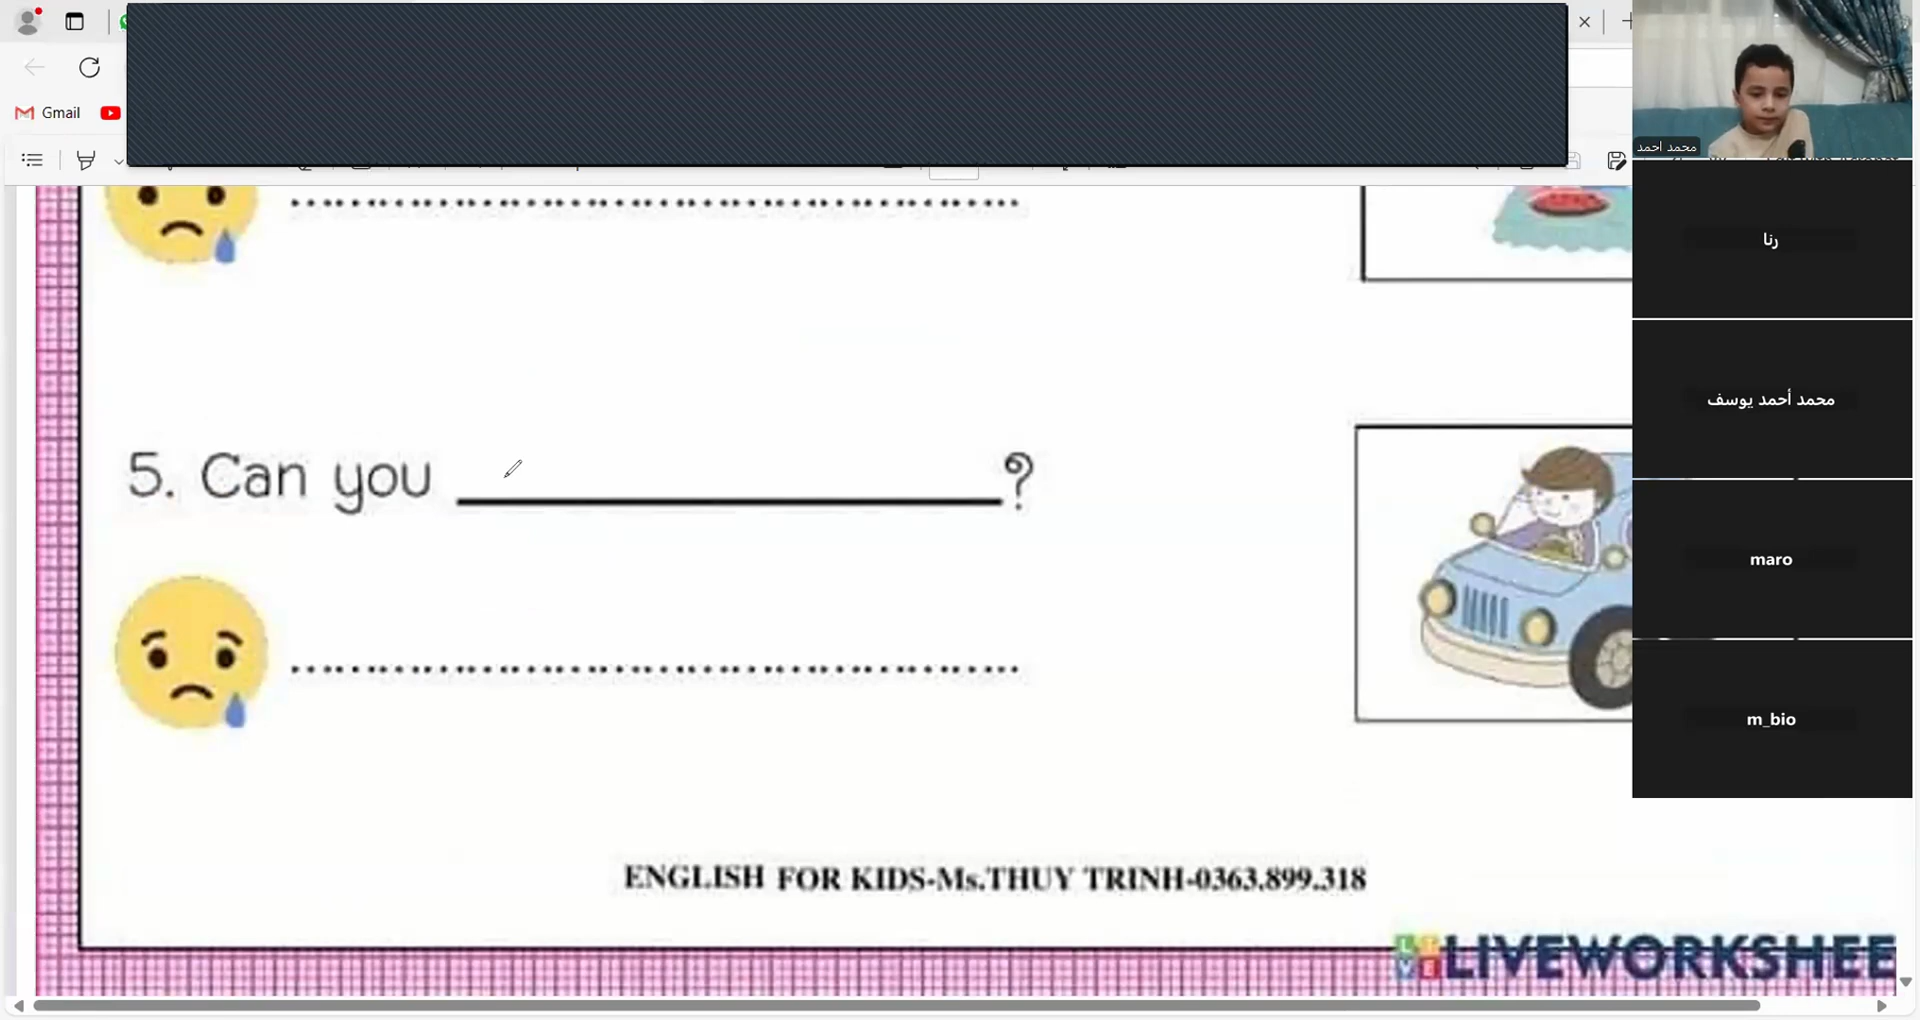 Gmail
محمد احمد
رنا
محمد أحمد يوسف
maro
m_bio
5. Can you ______________?
ENGLISH FOR KIDS-Ms.THUY TRINH-0363.899.318
LIVEWORKSHEE